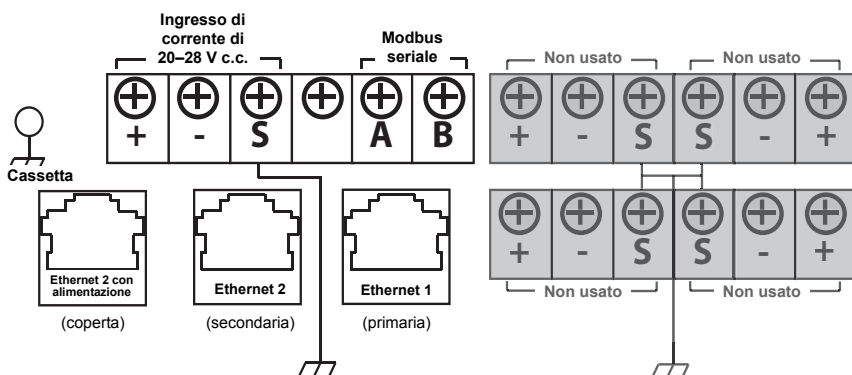 Ingresso di
corrente di
20–28 V c.c.
Modbus
seriale
+ - S A B
Cassetta
Non usato Non usato
+ - S S - +
+ - S S - +
Non usato Non usato
Ethernet 2 con
alimentazione
(coperta)
Ethernet 2
(secondaria)
Ethernet 1
(primaria)